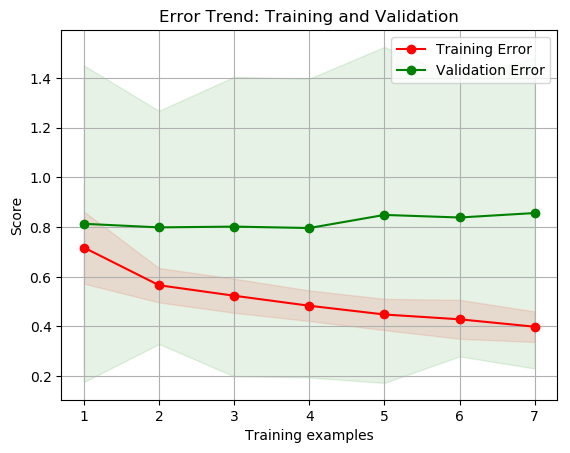 Error Trend: Training and Validation
Training Error
Validation Error
Score
1.4
1.2
1.0
0.8
0.6
0.4
0.2
1 2 3 4 5 6 7
Training examples